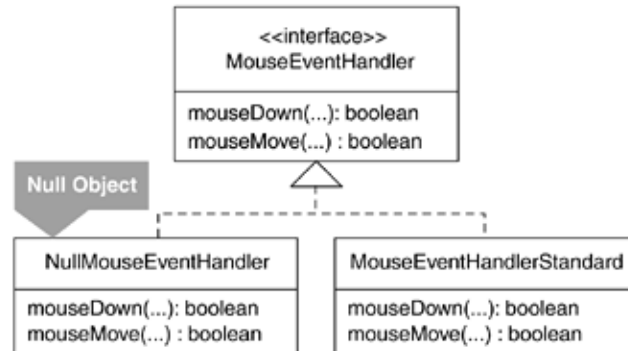 <<interface>>
MouseEventHandler
mouseDown(...): boolean
mouseMove(...) : boolean
Null Object
NullMouseEventHandler
mouseDown(...): boolean
mouseMove(...) : boolean
MouseEventHandlerStandard
mouseDown(...): boolean
mouseMove(...) : boolean